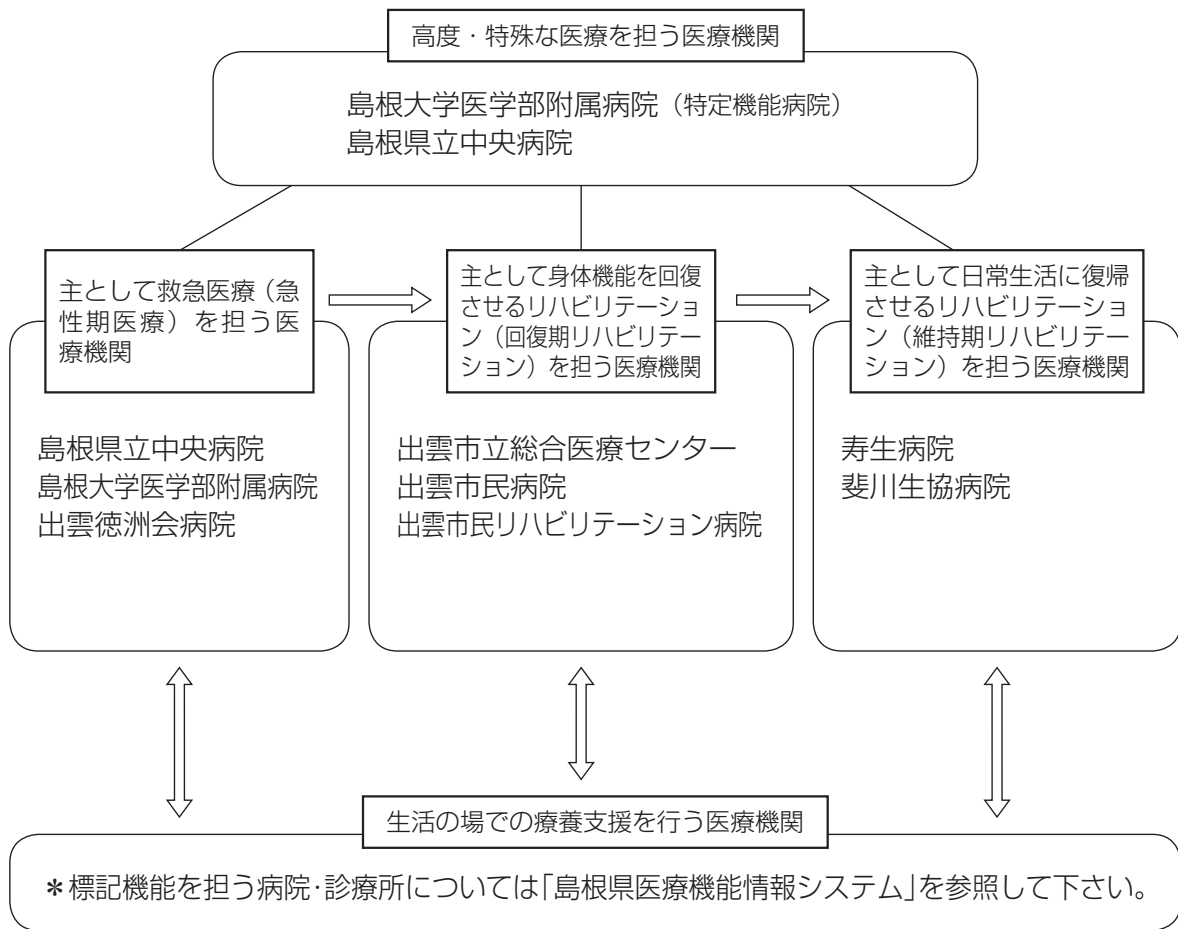 高度・特殊な医療を担う医療機関
島根大学医学部附属病院（特定機能病院）
島根県立中央病院
主として救急医療（急
性期医療）を担う医
療機関
島根県立中央病院
島根大学医学部附属病院
出雲徳洲会病院
主として身体機能を回復
させるリハビリテーショ
ン（回復期リハビリテー
ション）を担う医療機関
出雲市立総合医療センター
出雲市民病院
出雲市民リハビリテーション病院
主として日常生活に復帰
させるリハビリテーショ
ン（維持期リハビリテー
ション）を担う医療機関
寿生病院
斐川生協病院
生活の場での療養支援を行う医療機関
＊標記機能を担う病院・診療所については「島根県医療機能情報システム」を参照して下さい。